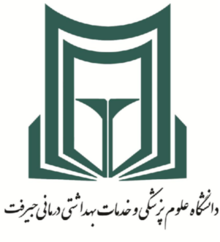 دانشگاه علوم پزشکی و خدمات بهداشتی درمانی جیرفت